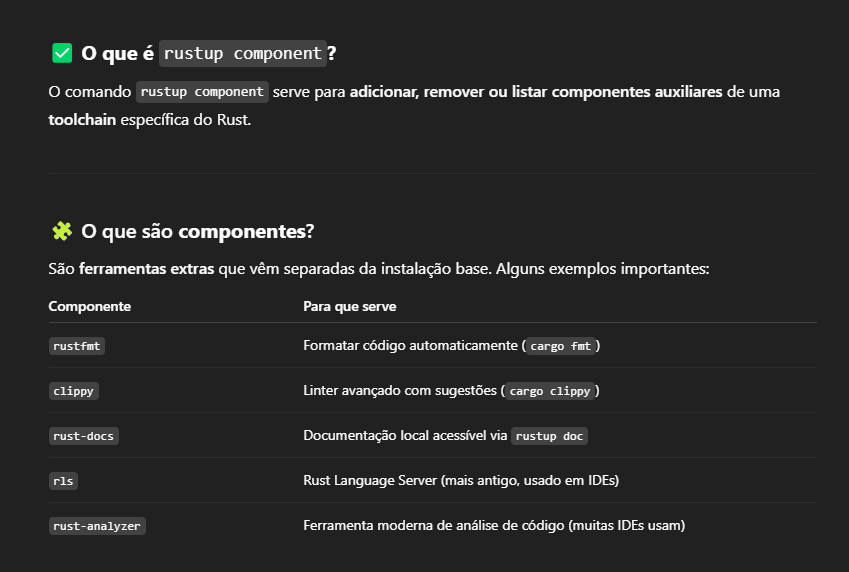 O que é rustup component?
O comando rustup component serve para adicionar, remover ou listar componentes auxiliares de uma
toolchain específica do Rust.
O que são componentes?
São ferramentas extras que vêm separadas da instalação base. Alguns exemplos importantes:
Componente Para que serve
rustfmt Formatar código automaticamente (cargo fmt)
clippy Linter avançado com sugestões (cargo clippy)
rust-docs Documentação local acessível via rustup doc
rls Rust Language Server (mais antigo, usado em IDEs)
rust-analyzer Ferramenta moderna de análise de código (muitas IDEs usam)